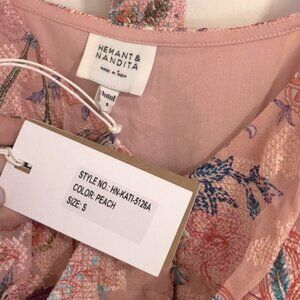 HEMANT &
NANDITA
MADE IN INDIA
S
STYLE NO.: HN-KATI-5126A
COLOR: PEACH
SIZE: S